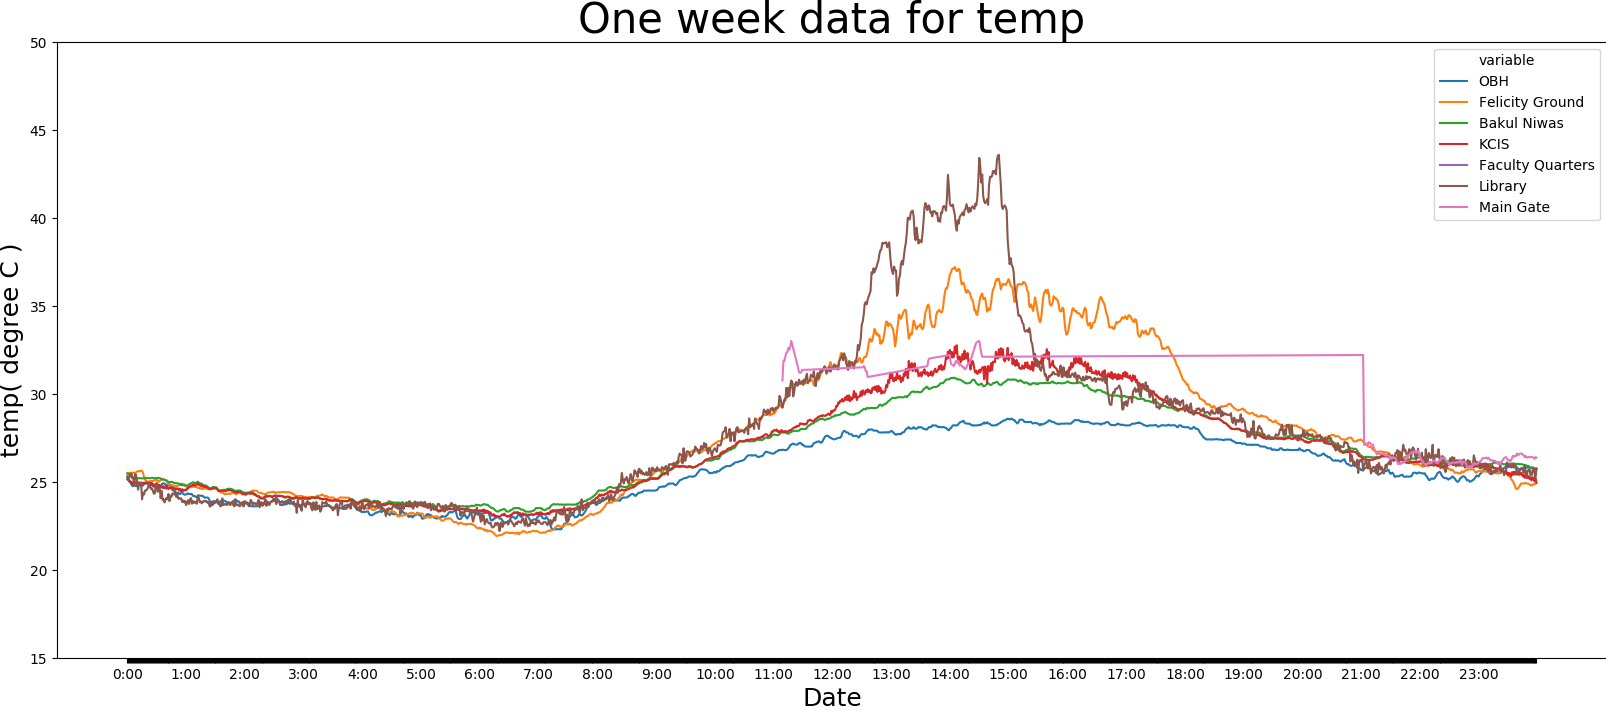 One week data for temp
50
45
40
35
30
25
20
15
temp( degree C )
variable
OBH
Felicity Ground
Bakul Niwas
KCIS
Faculty Quarters
Library
Main Gate
0:00 1:00 2:00 3:00 4:00 5:00 6:00 7:00 8:00 9:00 10:00 11:00 12:00 13:00 14:00 15:00 16:00 17:00 18:00 19:00 20:00 21:00 22:00 23:00
Date